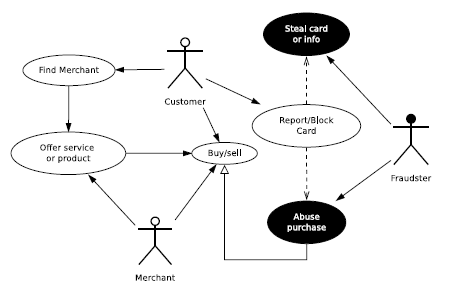 Steal card
or info
Find Merchant
Customer
Report/Block
Card
Offer service
or product
Buy/sell
Fraudster
Abuse
purchase
Merchant